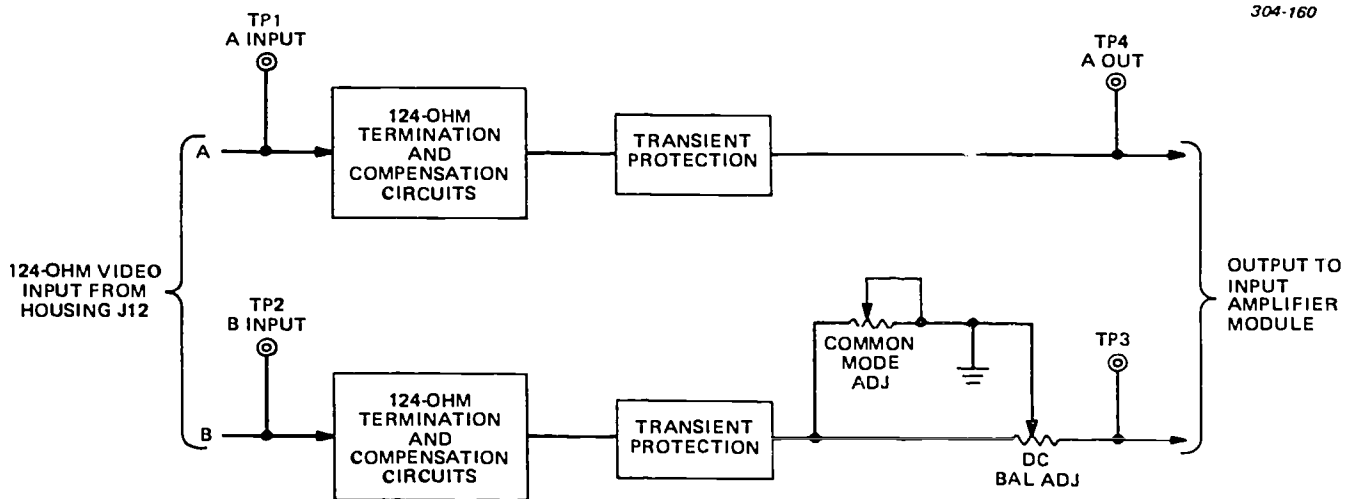 304-160
TP1
A INPUT
TP4
A OUT
A
124-OHM
TERMINATION
AND
COMPENSATION
CIRCUITS
TRANSIENT
PROTECTION
124-OHM VIDEO
INPUT FROM
HOUSING J12
TP2
B INPUT
COMMON
MODE
ADJ
TP3
OUTPUT TO
INPUT
AMPLIFIER
MODULE
B
124-OHM
TERMINATION
AND
COMPENSATION
CIRCUITS
TRANSIENT
PROTECTION
DC
BAL ADJ